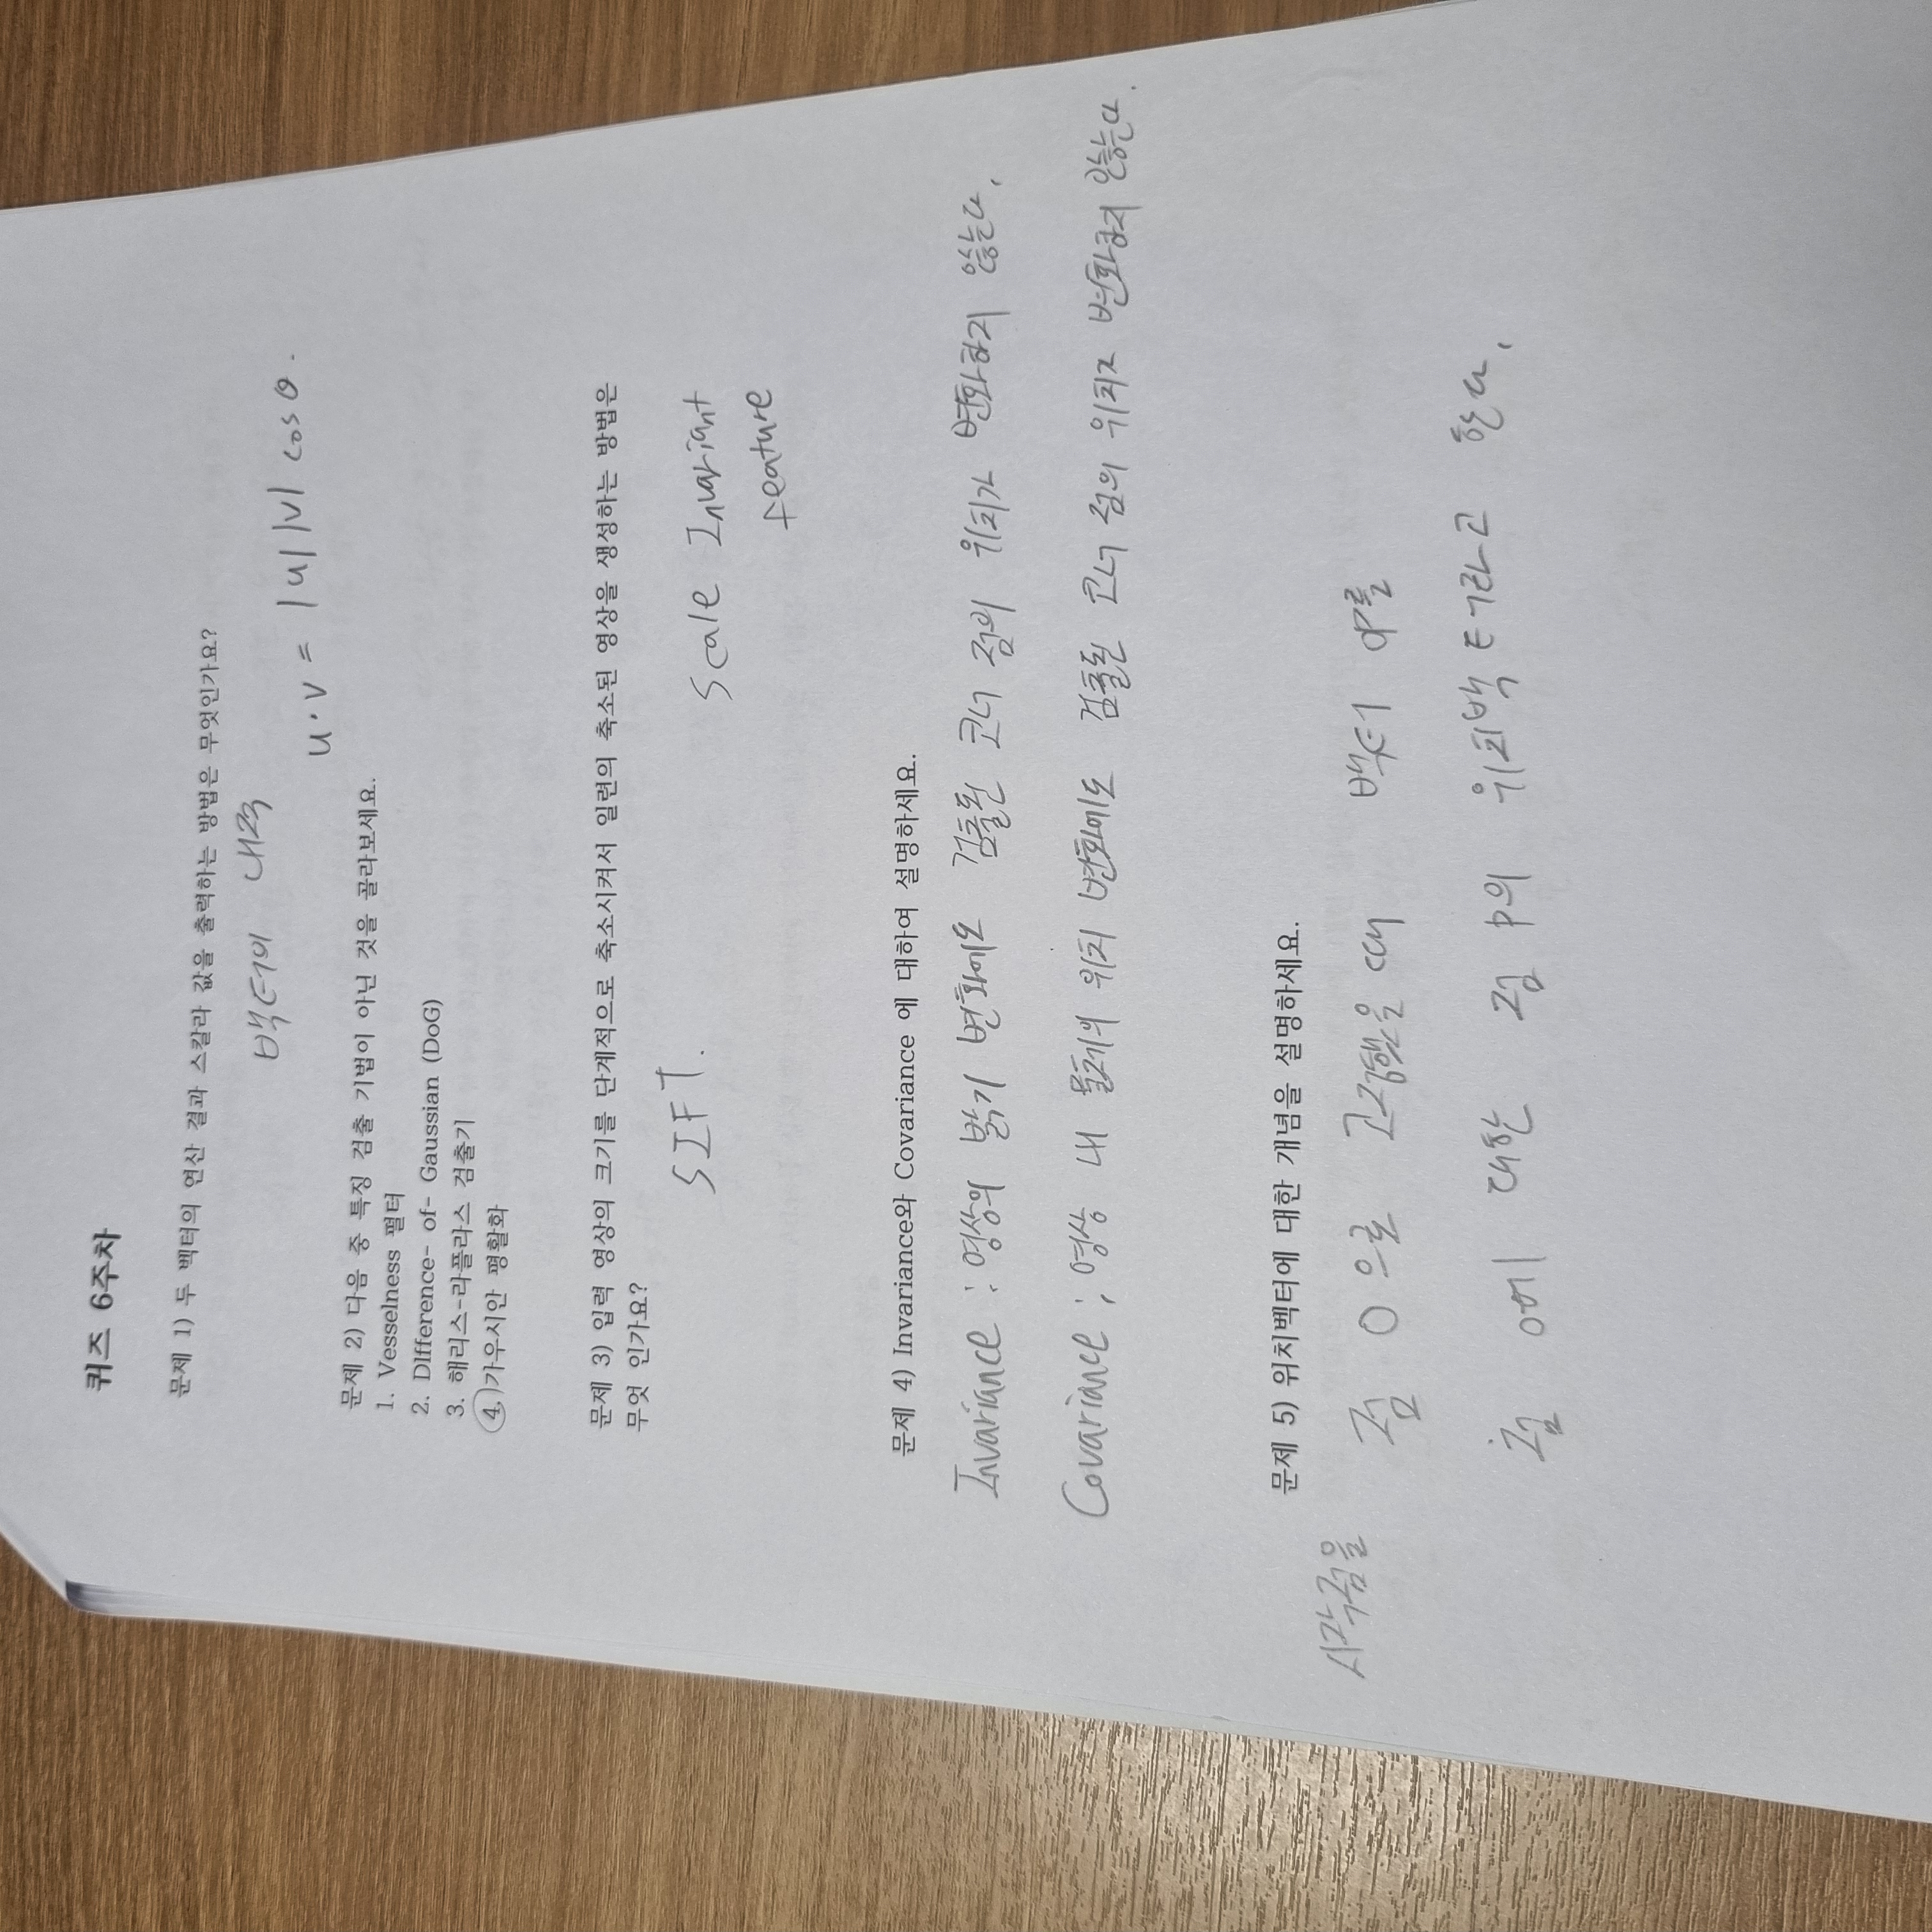 퀴즈 6주차
문제 1) 두 벡터의 연산 결과 스칼라 값을 출력하는 방법은 무엇인가요?
백터의 내적
u·v = |u||v| cosθ.
문제 2) 다음 중 특징 검출 기법이 아닌 것을 골라보세요.
1. Vesselness 펄터
2. DIfference- of- Gaussian (DoG)
3. 해리스-라플라스 검출기
4. 가우시안 평활화
문제 3) 입력 영상의 크기를 단계적으로 축소시켜서 일련의 축소된 영상을 생성하는 방법은
무엇 인가요?
SIFT.
Scale Invariant
feature
문제 4) Invariance와 Covariance 에 대하여 설명하세요.
Invariance : 영상의 밝기 변화에도 검출된 코너 점의 위치가 변화하지 않는다.
Covariance ; 영상 내 물체의 위치 변화에도 검출된 코너 점의 위치가 변화하지 않는다.
문제 5) 위치벡터에 대한 개념을 설명하세요.
시작점을 점 O으로 고정했을 때 백터 OP를
점 O에 대한 점 P의 위치백터라고 한다.